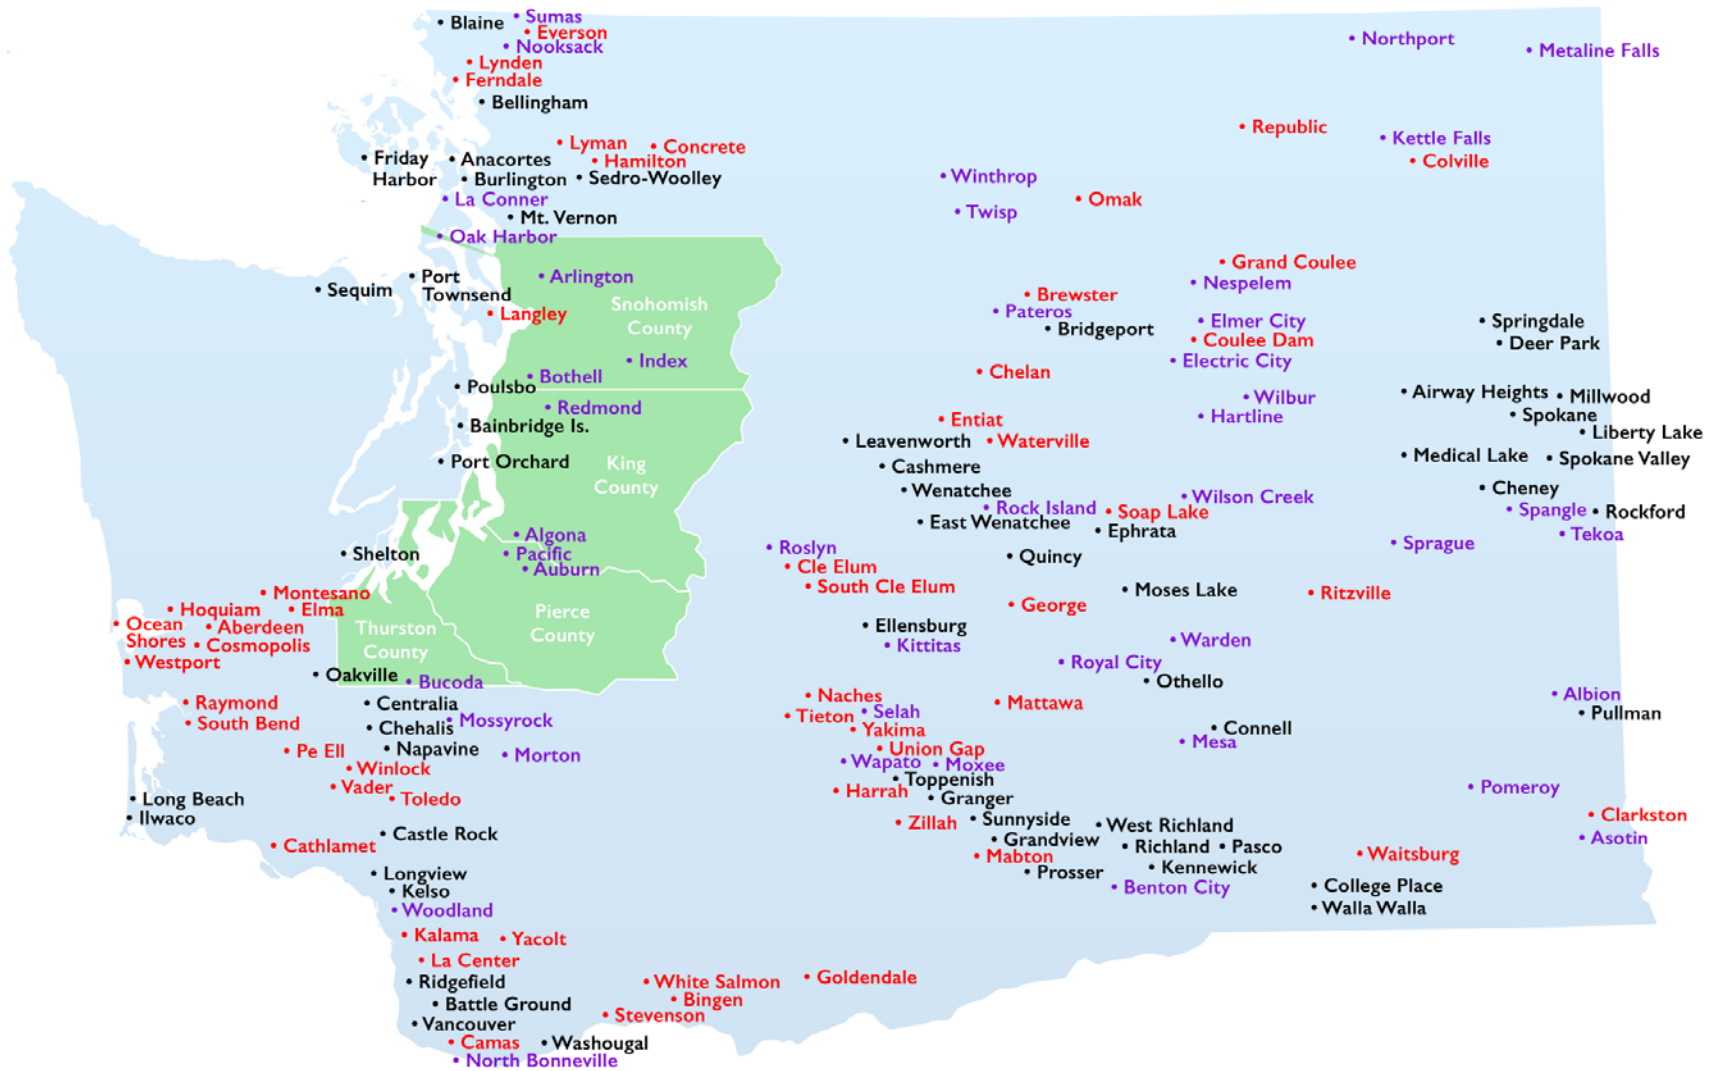 Blaine
Sumas
Everson
Nooksack
Lynden
Ferndale
Bellingham
Northport
Metaline Falls
Lyman
Concrete
Hamilton
Friday
Harbor
Anacortes
Burlington
Sedro-Woolley
La Conner
Mt. Vernon
Oak Harbor
Republic
Kettle Falls
Colville
Winthrop
Twisp
Omak
Port
Townsend
Sequim
Arlington
Langley
Snohomish
County
Index
Bothell
Poulsbo
Redmond
Bainbridge Is.
Port Orchard
King
County
Grand Coulee
Nespelem
Brewster
Pateros
Bridgeport
Elmer City
Coulee Dam
Electric City
Chelan
Wilbur
Hartline
Springdale
Deer Park
Airway Heights
Millwood
Spokane
Liberty Lake
Medical Lake
Spokane Valley
Cheney
Spangle
Rockford
Tekoa
Sprague
Entiat
Leavenworth
Waterville
Cashmere
Wenatchee
Rock Island
East Wenatchee
Wilson Creek
Soap Lake
Ephrata
Quincy
Roslyn
Cle Elum
South Cle Elum
Moses Lake
George
Ritzville
Algona
Pacific
Auburn
Shelton
Pierce
County
Thurston
County
Montesano
Hoquiam
Elma
Ocean
Shores
Aberdeen
Cosmopolis
Westport
Oakville
Bucoda
Ellensburg
Kittitas
Warden
Royal City
Othello
Albion
Pullman
Raymond
South Bend
Centralia
Chehalis
Mossyrock
Napavine
Morton
Pe Ell
Winlock
Vader
Toledo
Long Beach
Ilwaco
Castle Rock
Cathlamet
Naches
Tieton
Selah
Yakima
Union Gap
Wapato
Moxee
Toppenish
Harrah
Granger
Zillah
Sunnyside
Grandview
Mabton
Prosser
Mattawa
Connell
Mesa
West Richland
Richland
Pasco
Kennewick
Benton City
Pomeroy
Clarkston
Asotin
Waitsburg
College Place
Walla Walla
Longview
Kelso
Woodland
Kalama
Yacolt
La Center
Ridgefield
Battle Ground
Vancouver
Camas
Washougal
North Bonneville
White Salmon
Bingen
Stevenson
Goldendale